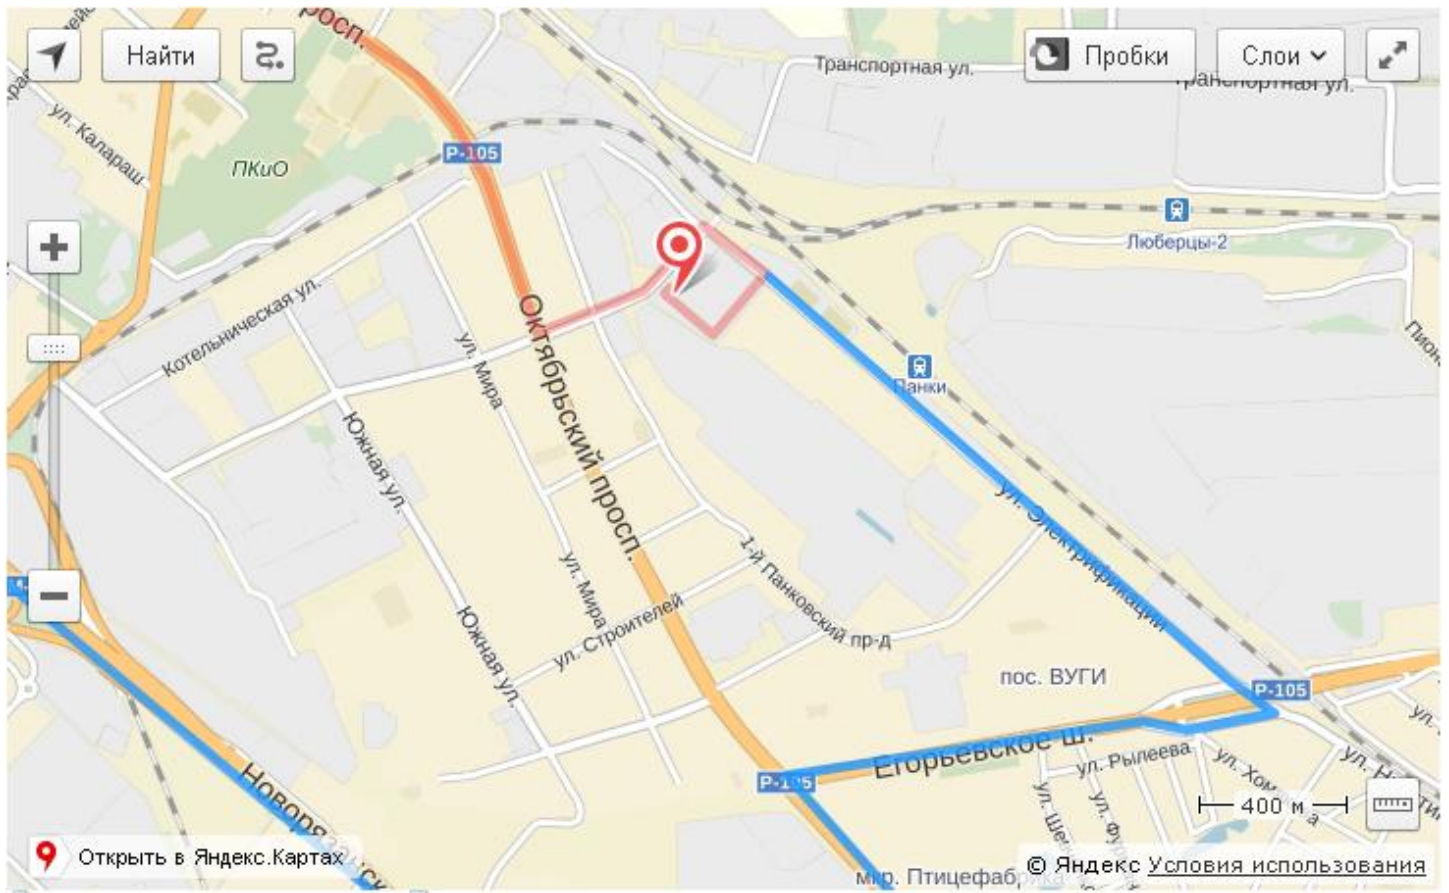 просп.
Найти
Пробки
Слои
Транспортная ул.
Транспортная ул.
ул. Калараш
ПКиО
Р-105
Люберцы-2
Котельническая ул.
Октябрьский просп.
ул. Мира
Панки
Южная ул.
ул. Электрификации
1-й Панковский пр-д
ул. Мира
ул. Строителей
Южная ул.
пос. ВУГИ
Р-105
Егорьевское ш.
ул. Рылеева
Р-105
400 м
Открыть в Яндекс.Картах
© Яндекс Условия использования
мкр. Птицефаб